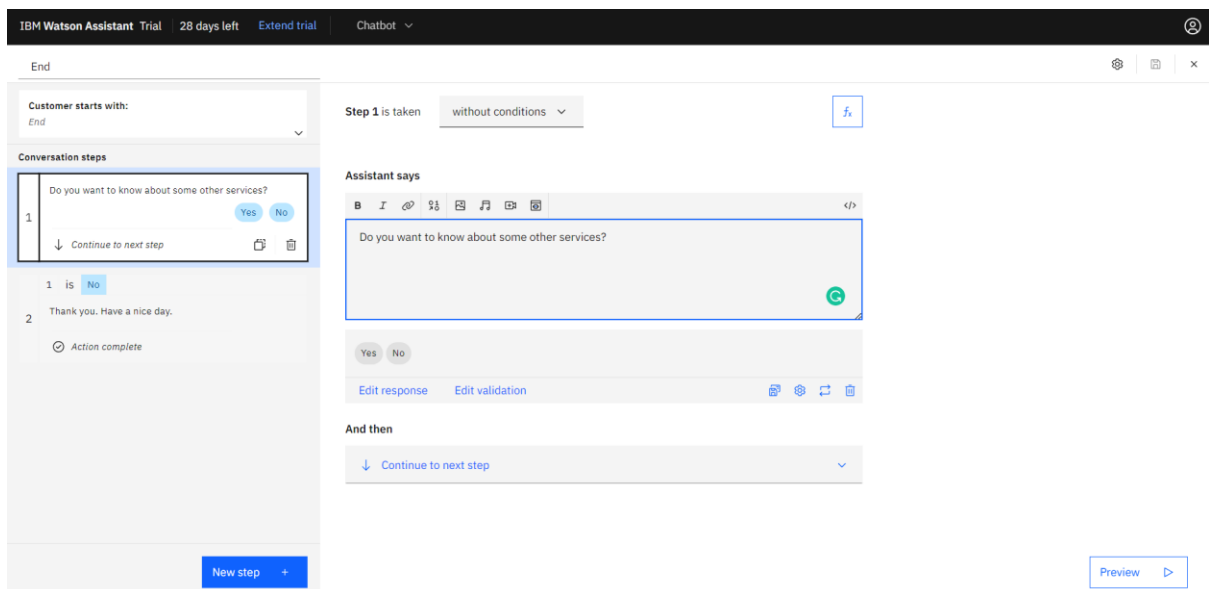 IBM Watson Assistant Trial 28 days left Extend trial Chatbot
End
Customer starts with:
End
Conversation steps
1
Do you want to know about some other services?
Yes No
Continue to next step
2
1 is No
Thank you. Have a nice day.
Action complete
New step +
Step 1 is taken without conditions
fx
Assistant says
B I </>
Do you want to know about some other services?
Yes No
Edit response Edit validation
And then
Continue to next step
Preview